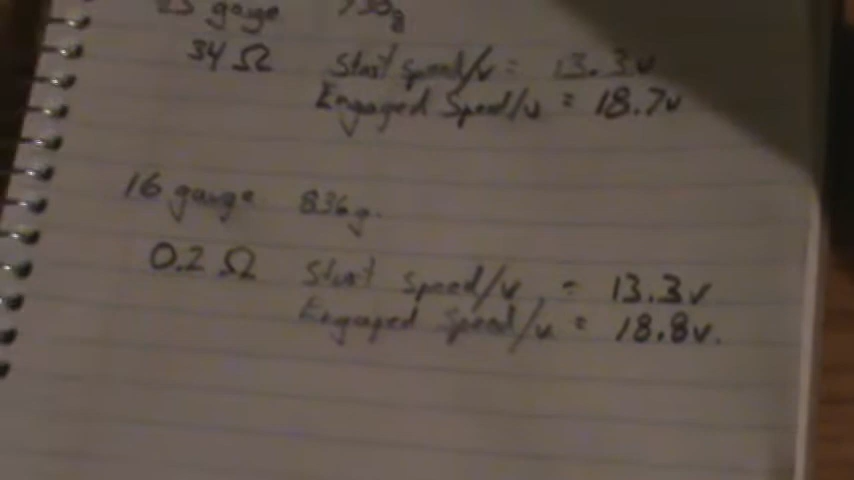 gauge
34 Ω Start speed/v = 13.3v
Engaged Speed/v = 18.7v
16 gauge 836g.
0.2 Ω Start speed/v = 13.3v
Engaged speed/v = 18.8v.